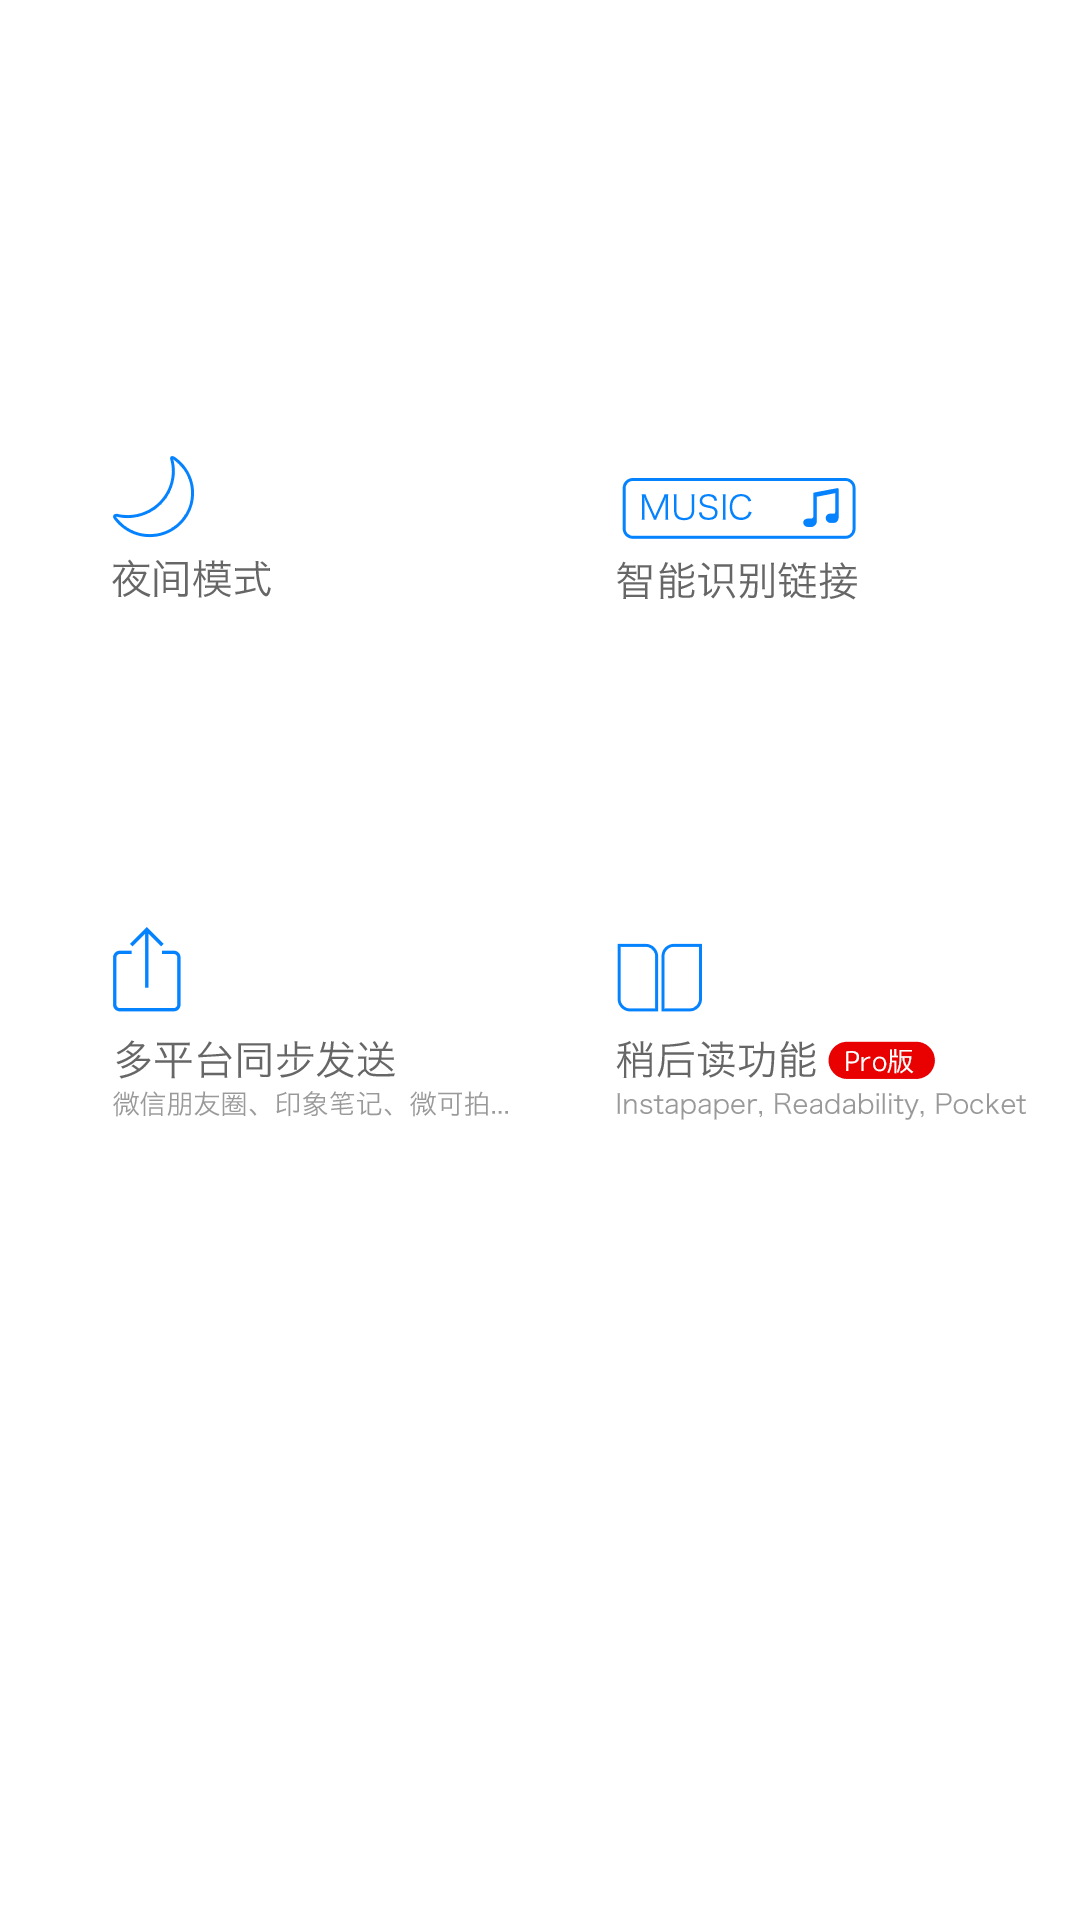 MUSIC
夜间模式
智能识别链接
多平台同步发送
微信朋友圈、印象笔记、微可拍...
稍后读功能 Pro版
Instapaper, Readability, Pocket